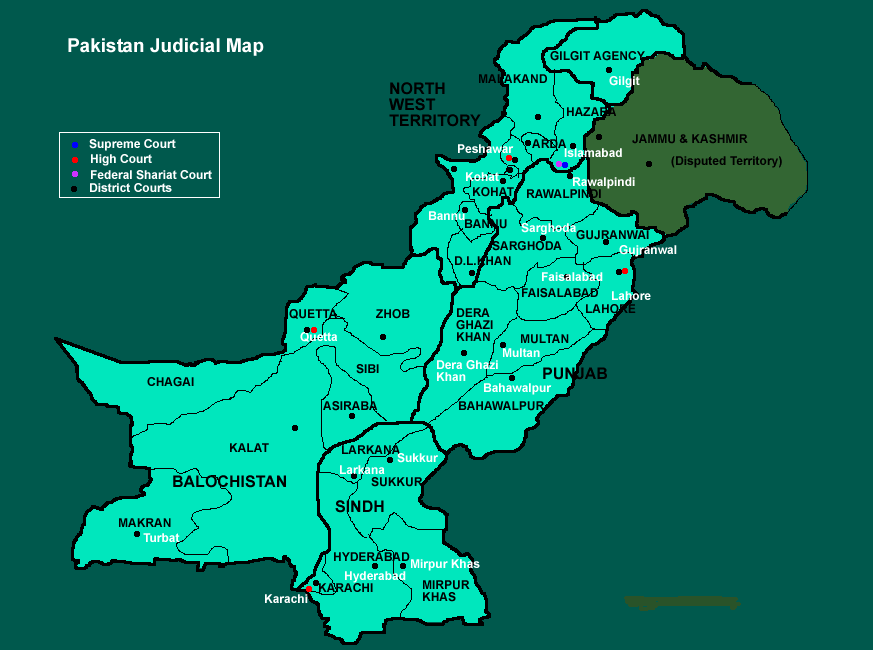 Pakistan Judicial Map
GILGIT AGENCY
Gilgit
MALAKAND
NORTH
WEST
TERRITORY
HAZARA
JAMMU & KASHMIR
(Disputed Territory)
Supreme Court
High Court
Federal Shariat Court
District Courts
Peshawar
ARDA
Islamabad
Kohat
Rawalpindi
KOHAT
RAWALPINDI
Bannu
BANNU
Sarghoda
SARGHODA
GUJRANWAI
Gujranwal
D.I.KHAN
Faisalabad
FAISALABAD
Lahore
LAHORE
QUETTA
Quetta
ZHOB
DERA
GHAZI
KHAN
MULTAN
Multan
SIBI
Dera Ghazi
Khan
PUNJAB
CHAGAI
Bahawalpur
BAHAWALPUR
ASIRABA
KALAT
LARKANA
Sukkur
Larkana
SUKKUR
BALOCHISTAN
SINDH
MAKRAN
Turbat
HYDERABAD
Hyderabad
Mirpur Khas
KARACHI
Karachi
MIRPUR
KHAS